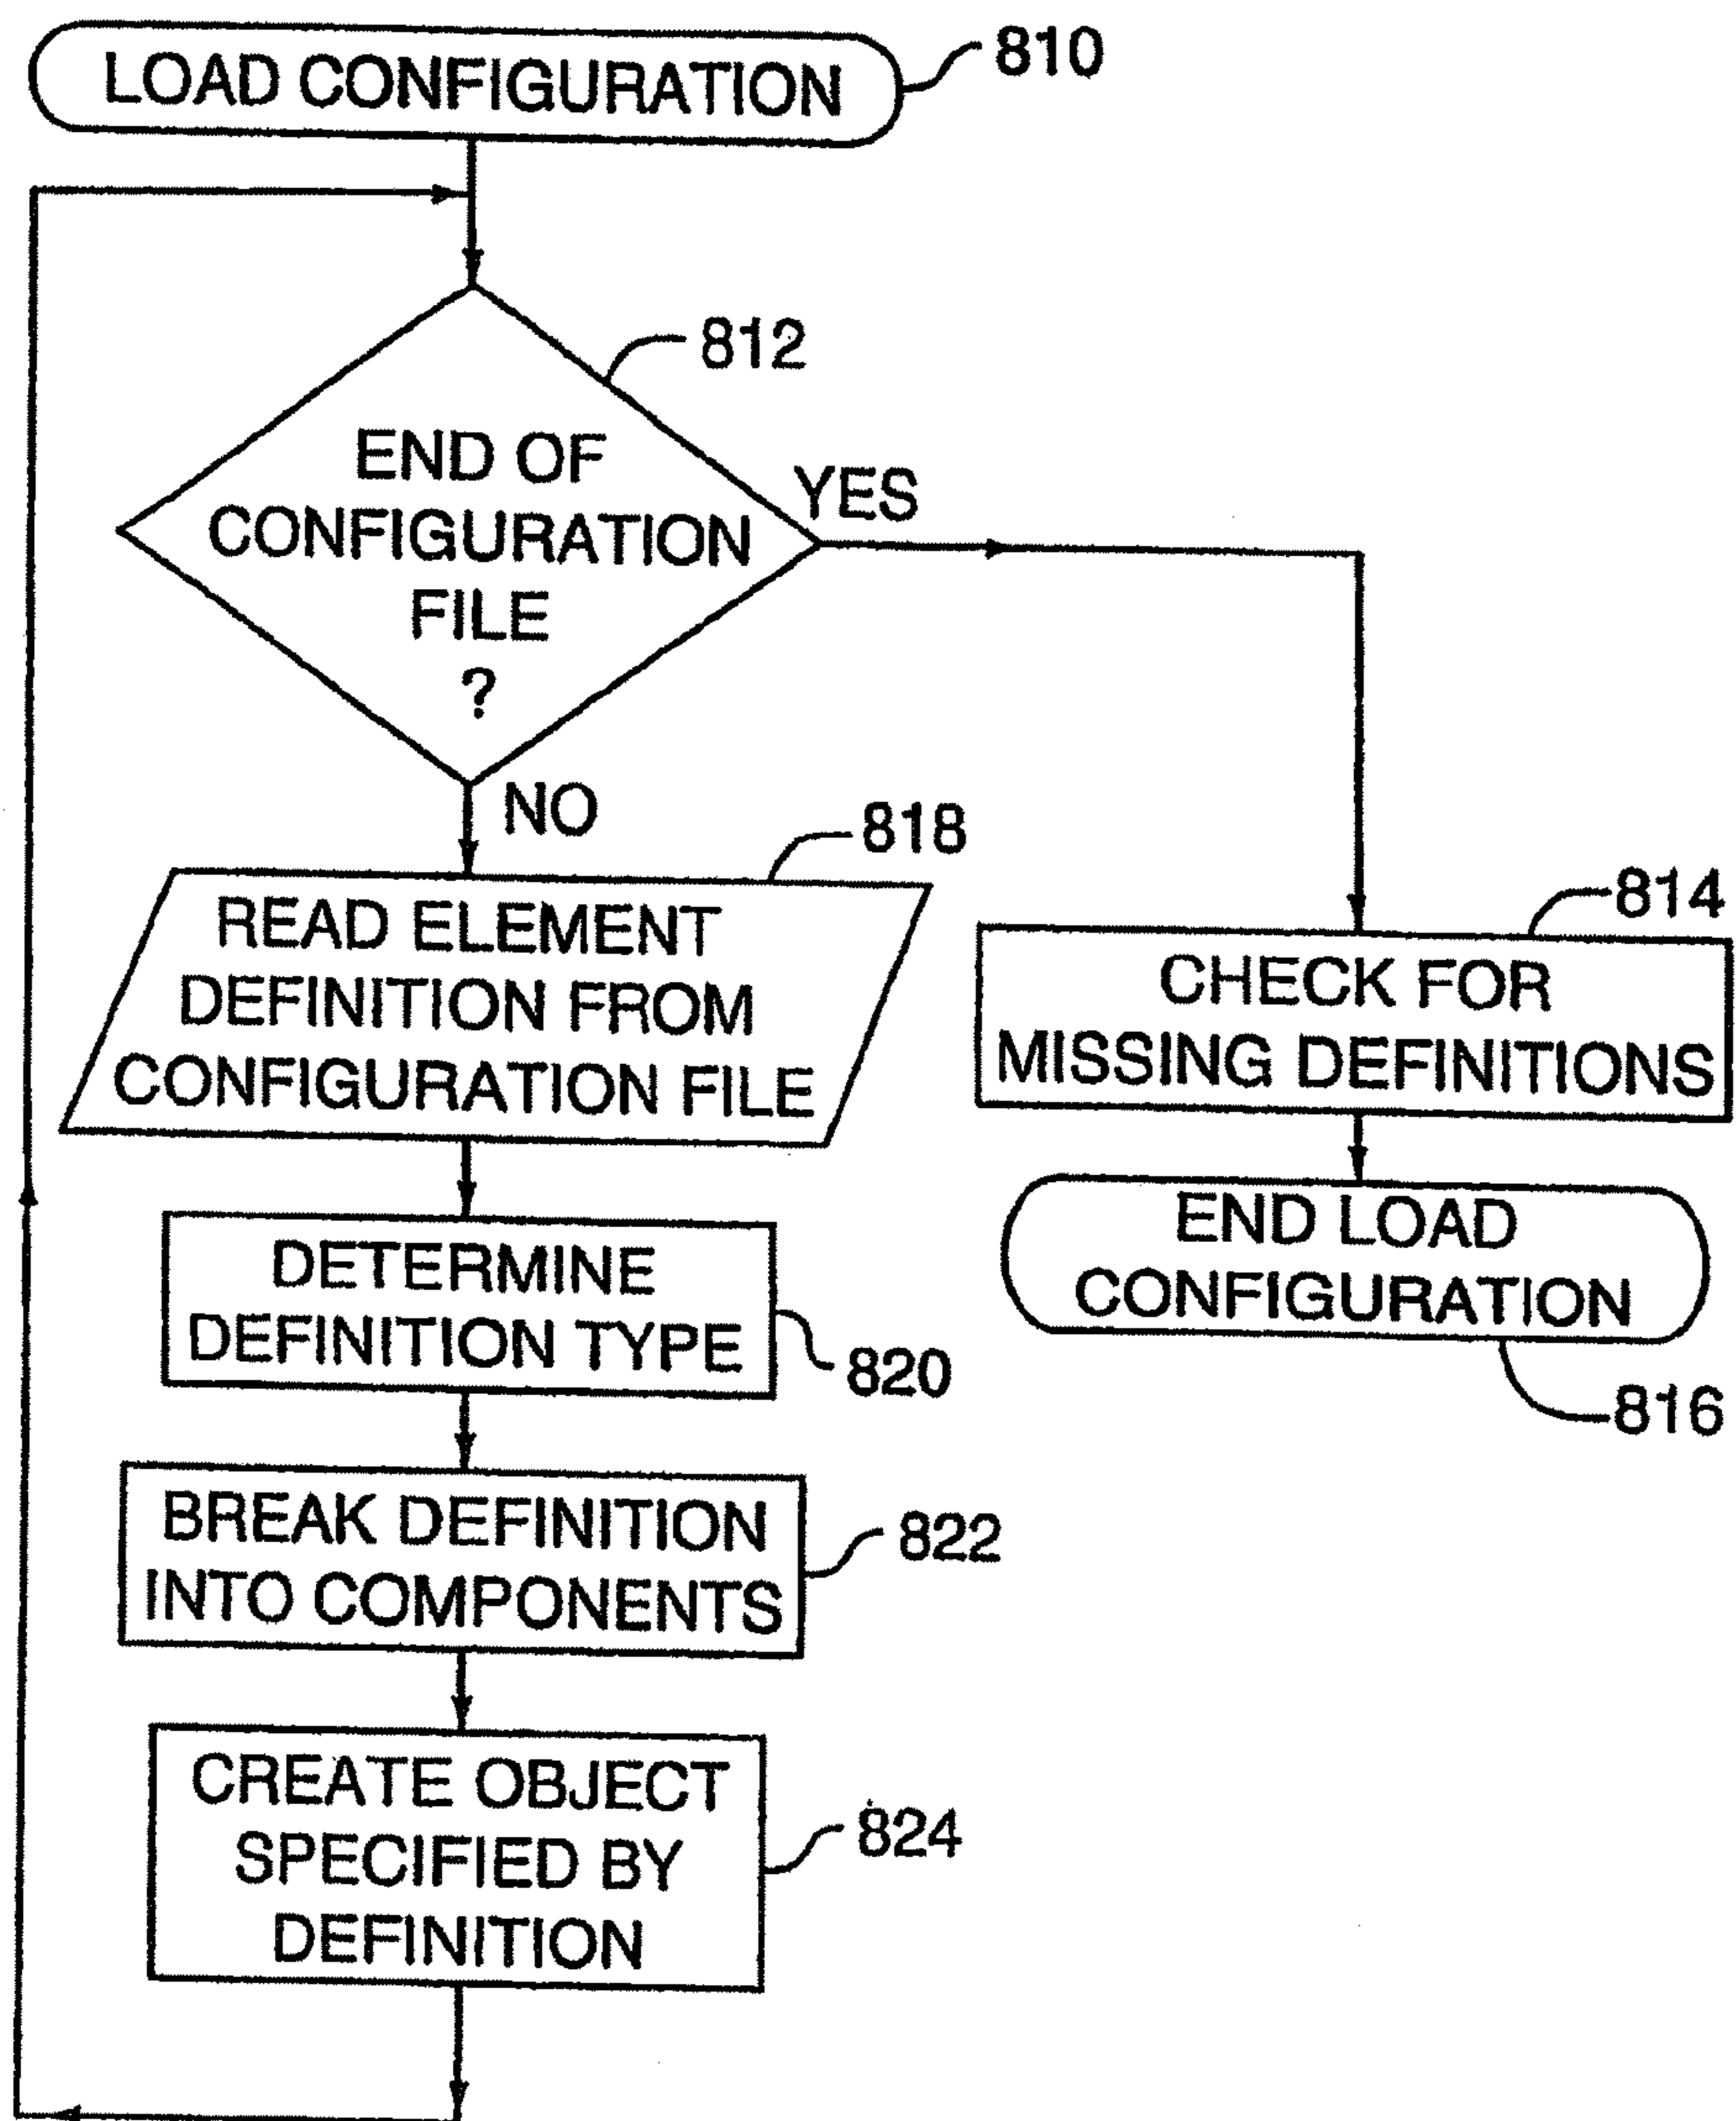 LOAD CONFIGURATION
810
812
END OF
CONFIGURATION
FILE
?
YES
NO
818
READ ELEMENT
DEFINITION FROM
CONFIGURATION FILE
814
CHECK FOR
MISSING DEFINITIONS
DETERMINE
DEFINITION TYPE
820
END LOAD
CONFIGURATION
816
BREAK DEFINITION
INTO COMPONENTS
822
CREATE OBJECT
SPECIFIED BY
DEFINITION
824